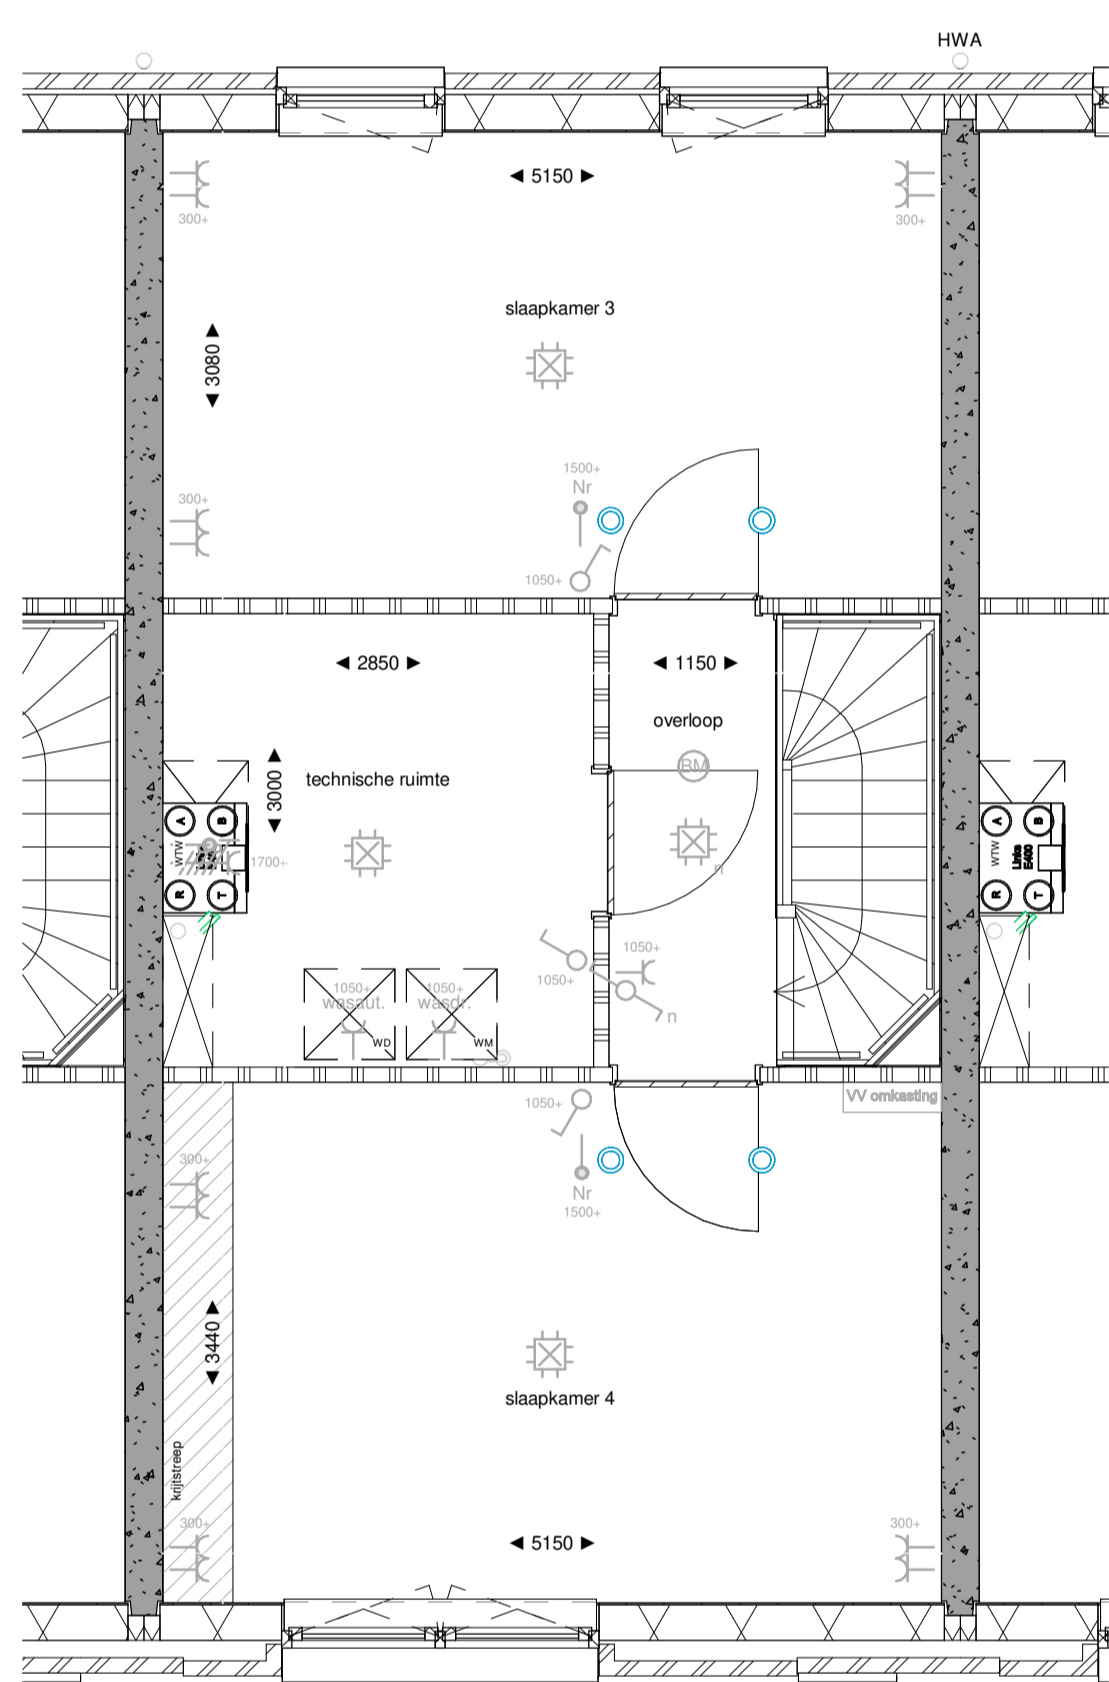 HWA
◄ 5150 ►
300+
300+
slaapkamer 3
◄ 3080 ►
1500+
Nr
300+
1050+
◄ 2850 ►
◄ 1150 ►
overloop
BM
technische ruimte
◄ 3000 ►
A
B
WTW
R
T
1700+
n
A
B
WTW
Links
E400
R
T
1050+
1050+
1050+
wasaut.
WD
1050+
wasdr.
WM
n
VV omkasting
1050+
Nr
1500+
300+
◄ 3440 ►
slaapkamer 4
krijtstreep
300+
◄ 5150 ►
300+